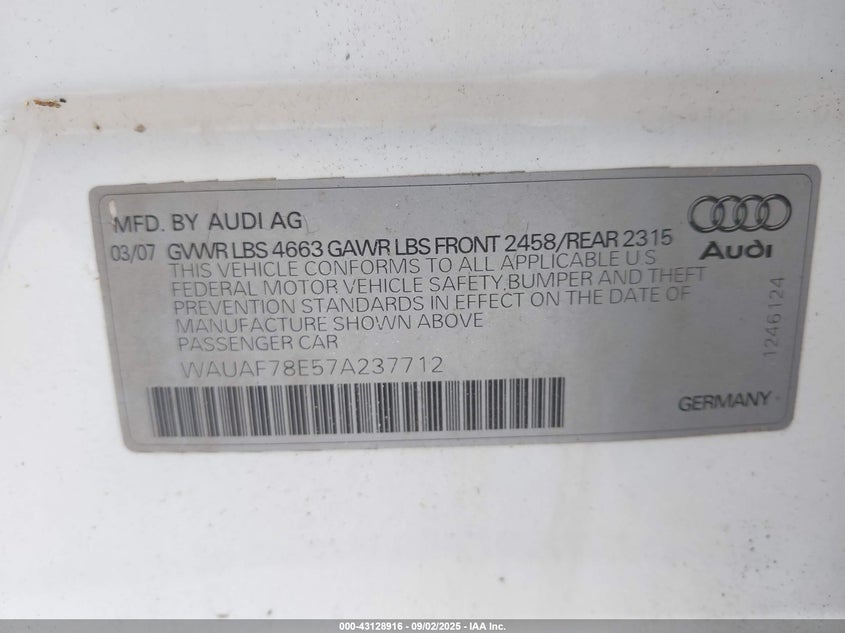 MFD. BY AUDI AG
03/07 GVWR LBS 4663 GAWR LBS FRONT 2458/REAR 2315
Audi
THIS VEHICLE CONFORMS TO ALL APPLICABLE U.S
FEDERAL MOTOR VEHICLE SAFETY,BUMPER AND THEFT
PREVENTION STANDARDS IN EFFECT ON THE DATE OF
MANUFACTURE SHOWN ABOVE
PASSENGER CAR
1246124
WAUAF78E57A237712
GERMANY
000-43128916 - 09/02/2025 - IAA Inc.